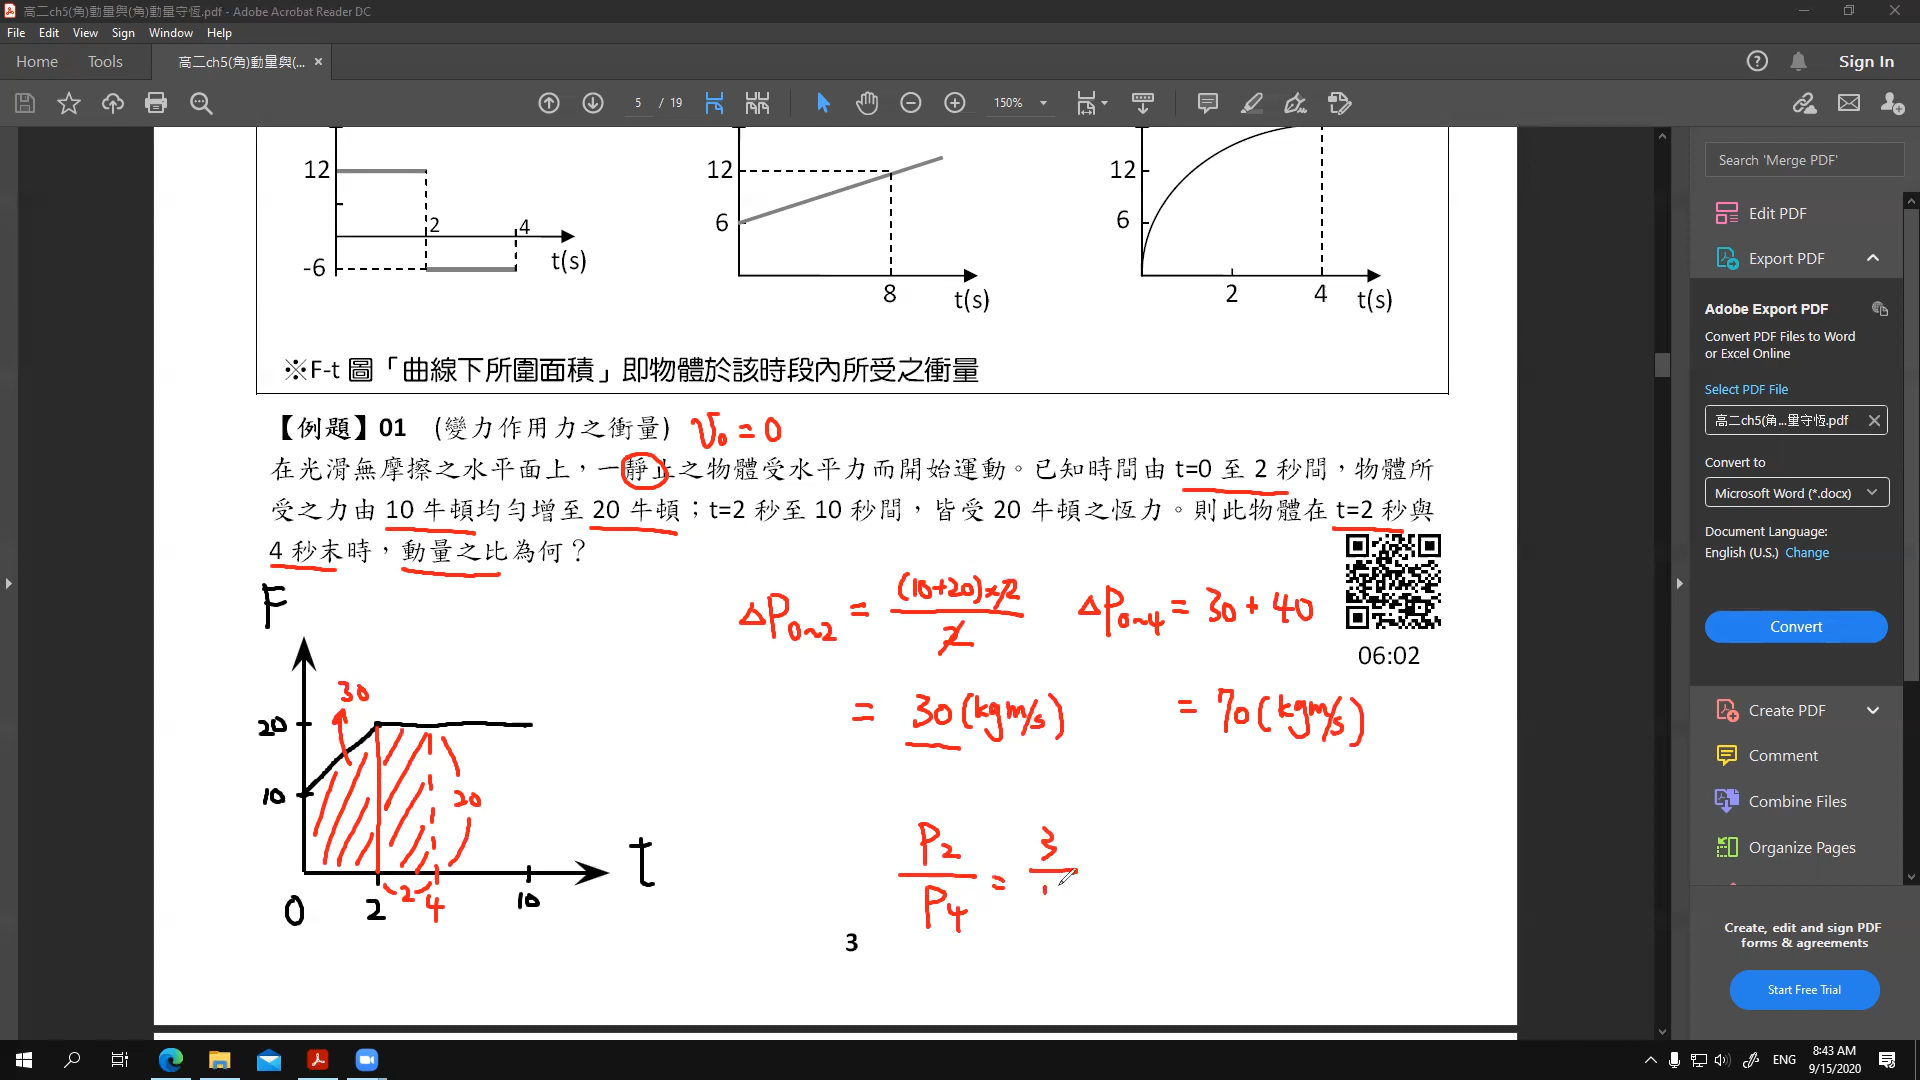 高二ch5(角)動量與(角)動量守恆.pdf - Adobe Acrobat Reader DC
File Edit View Sign Window Help
Home Tools 高二ch5(角)動量與(... × Sign In
5 / 19 150%
12
2 4
-6
t(s)
12
6
8 t(s)
12
6
2 4 t(s)
※F-t 圖「曲線下所圍面積」即物體於該時段內所受之衝量
【例題】01 (變力作用力之衝量) V₀ = 0
在光滑無摩擦之水平面上，一靜止之物體受水平力而開始運動。已知時間由 t=0 至 2 秒間，物體所
受之力由 10 牛頓均勻增至 20 牛頓；t=2 秒至 10 秒間，皆受 20 牛頓之恆力。則此物體在 t=2 秒與
4 秒末時，動量之比為何？
06:02
F
20
10
0 2 4 10 t
30
20
2
ΔP₀~₂ = (10+20)×2 / 2
= 30 (kgm/s)
ΔP₀~₄ = 30 + 40
= 70 (kgm/s)
P₂ / P₄ = 3 /
3
Search 'Merge PDF'
Edit PDF
Export PDF
Adobe Export PDF
Convert PDF Files to Word
or Excel Online
Select PDF File
高二ch5(角...量守恆.pdf
Convert to
Microsoft Word (*.docx)
Document Language:
English (U.S.) Change
Convert
Create PDF
Comment
Combine Files
Organize Pages
Create, edit and sign PDF
forms & agreements
Start Free Trial
ENG
8:43 AM
9/15/2020